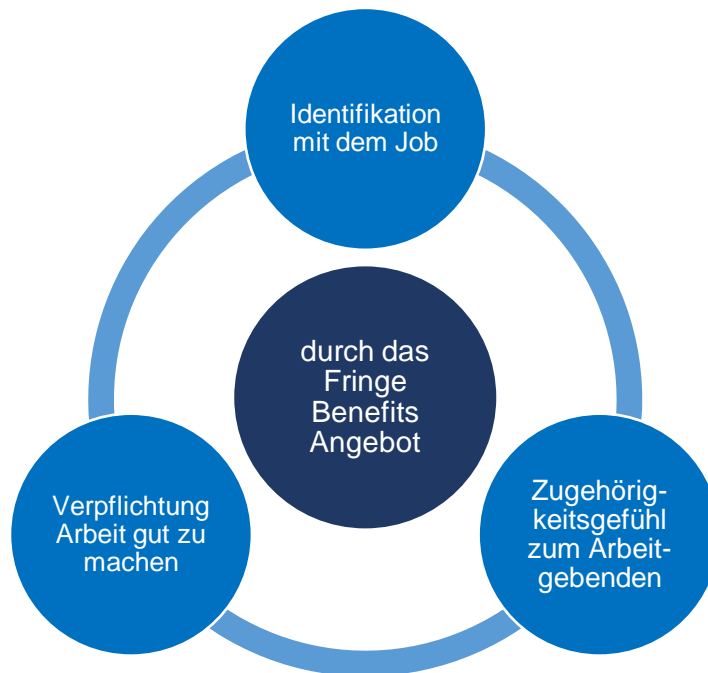 Identifikation
mit dem Job
durch das
Fringe
Benefits
Angebot
Verpflichtung
Arbeit gut zu
machen
Zugehörig-
keitsgefühl
zum Arbeit-
gebenden